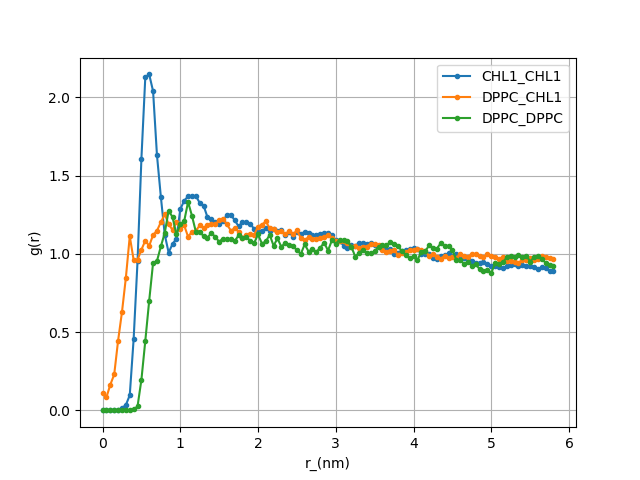 CHL1_CHL1
DPPC_CHL1
DPPC_DPPC
2.0
1.5
1.0
0.5
0.0
g(r)
0 1 2 3 4 5 6
r_(nm)